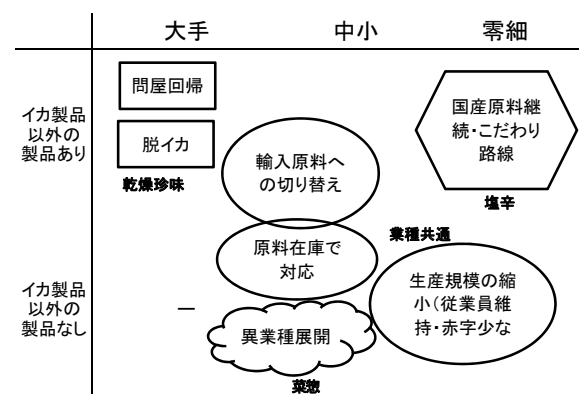 大手
中小
零細
イカ製品
以外の
製品あり
問屋回帰
脱イカ
乾燥珍味
輸入原料へ
の切り替え
国産原料継
続・こだわり
路線
塩辛
原料在庫で
対応
業種共通
イカ製品
以外の
製品なし
―
異業種展開
菜惣
生産規模の縮
小(従業員維
持・赤字少な